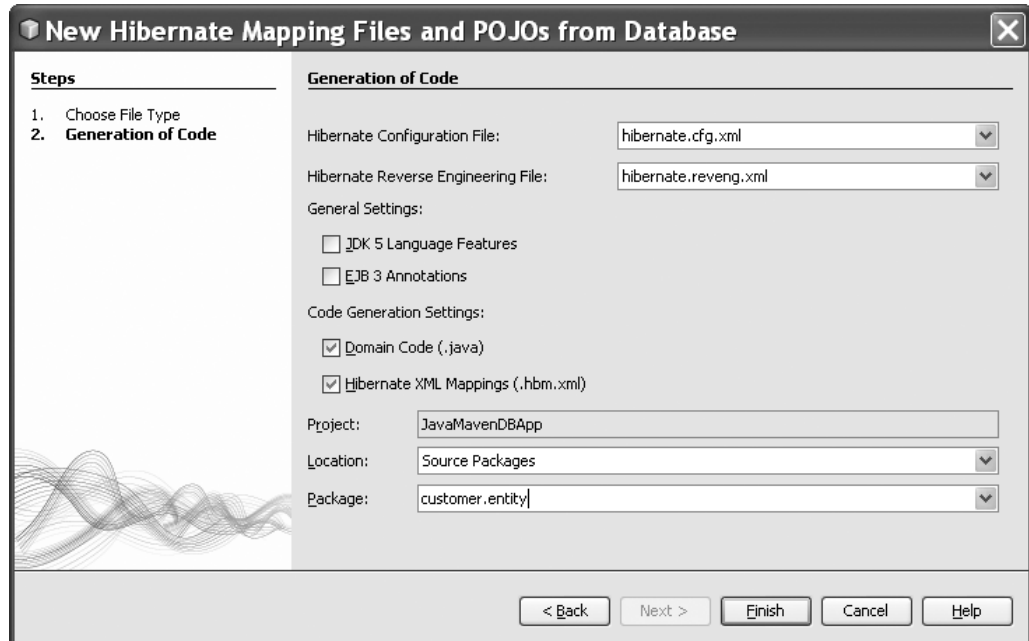 New Hibernate Mapping Files and POJOs from Database
Steps
1. Choose File Type
2. Generation of Code
Generation of Code
Hibernate Configuration File: hibernate.cfg.xml
Hibernate Reverse Engineering File: hibernate.reveng.xml
General Settings:
JDK 5 Language Features
EJB 3 Annotations
Code Generation Settings:
Domain Code (.java)
Hibernate XML Mappings (.hbm.xml)
Project: JavaMavenDBApp
Location: Source Packages
Package: customer.entity
< Back Next > Finish Cancel Help